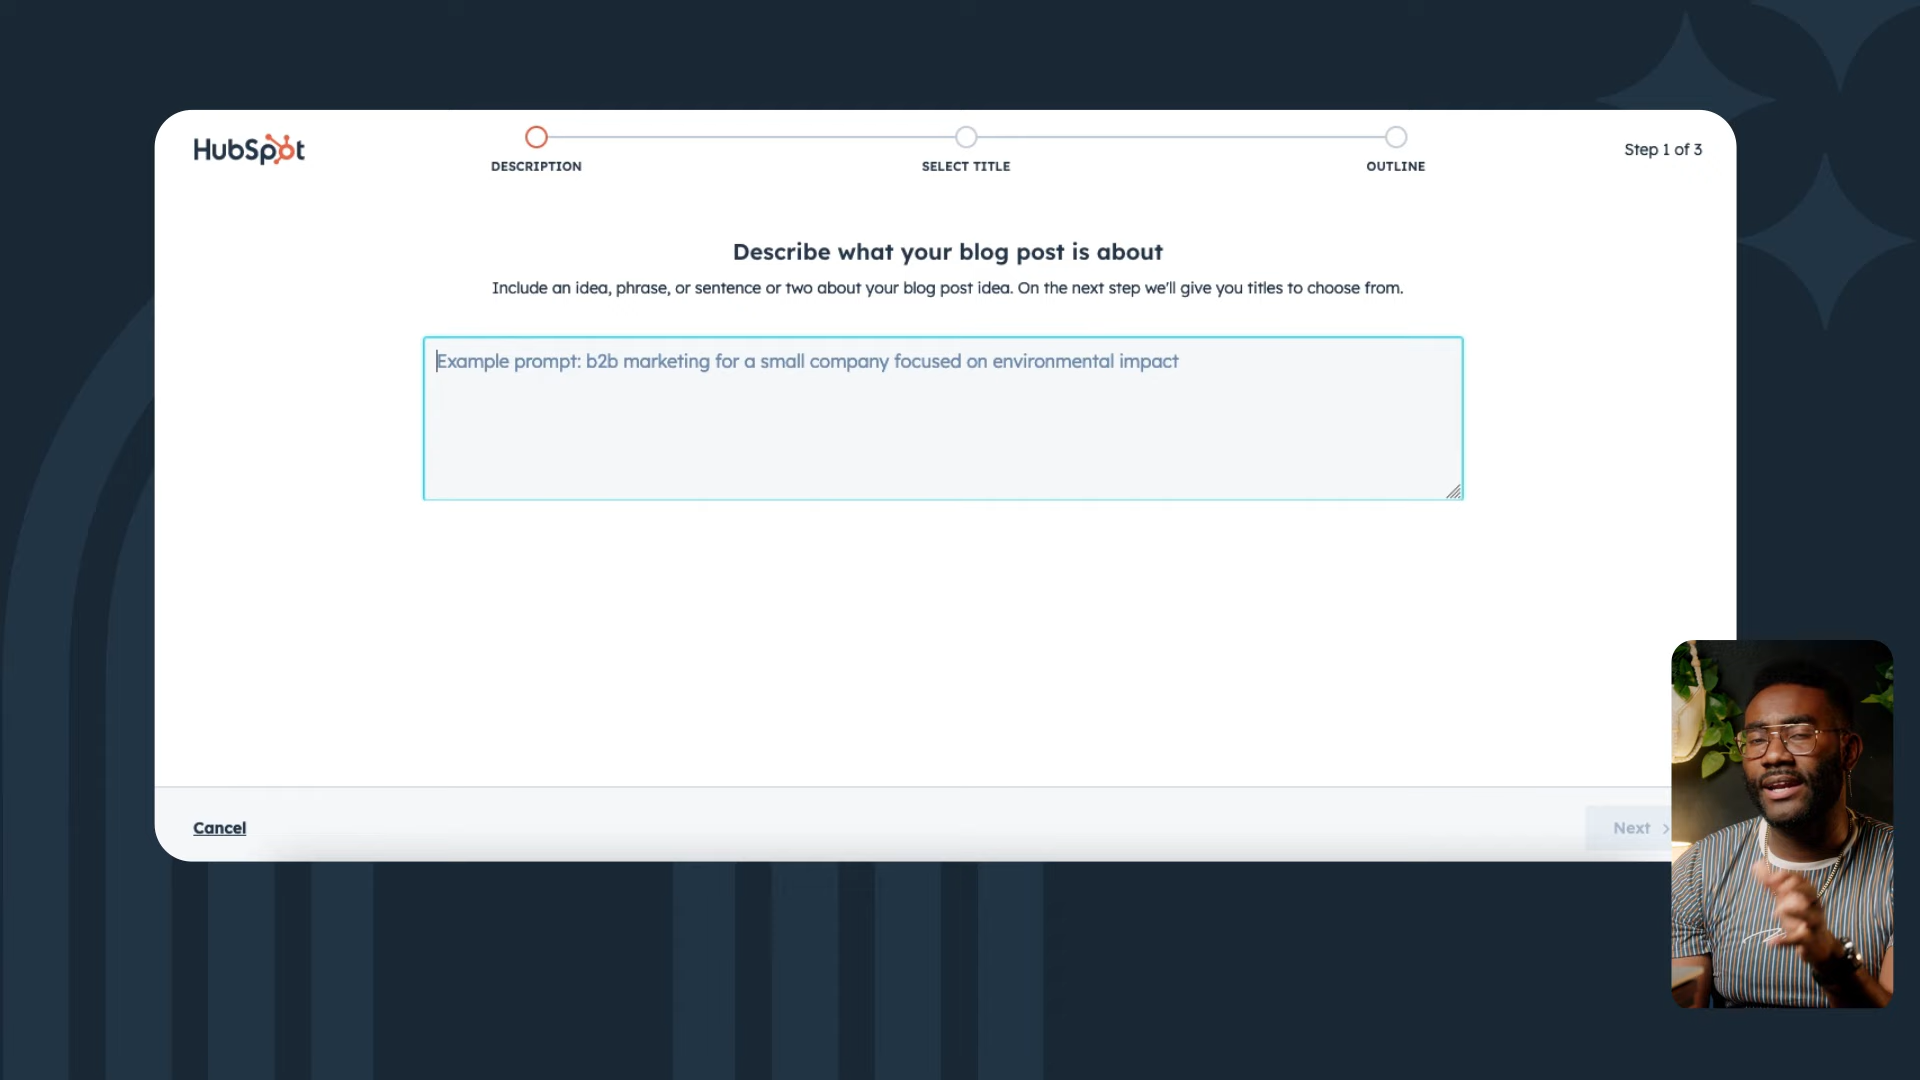 HubSpot
DESCRIPTION
SELECT TITLE
OUTLINE
Step 1 of 3
Describe what your blog post is about
Include an idea, phrase, or sentence or two about your blog post idea. On the next step we'll give you titles to choose from.
Example prompt: b2b marketing for a small company focused on environmental impact
Cancel
Next